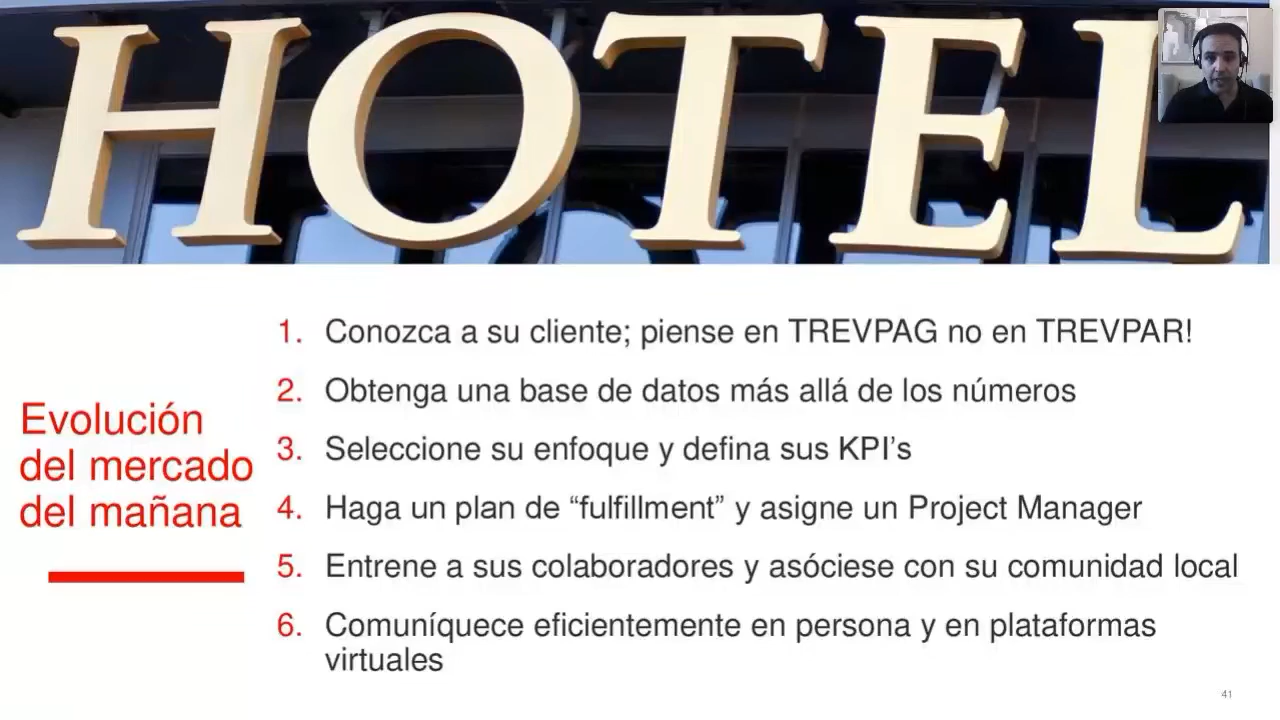 HOTEL
Evolución
del mercado
del mañana
1. Conozca a su cliente; piense en TREVPAG no en TREVPAR!
2. Obtenga una base de datos más allá de los números
3. Seleccione su enfoque y defina sus KPI’s
4. Haga un plan de “fulfillment” y asigne un Project Manager
5. Entrene a sus colaboradores y asóciese con su comunidad local
6. Comuníquece eficientemente en persona y en plataformas
virtuales
41